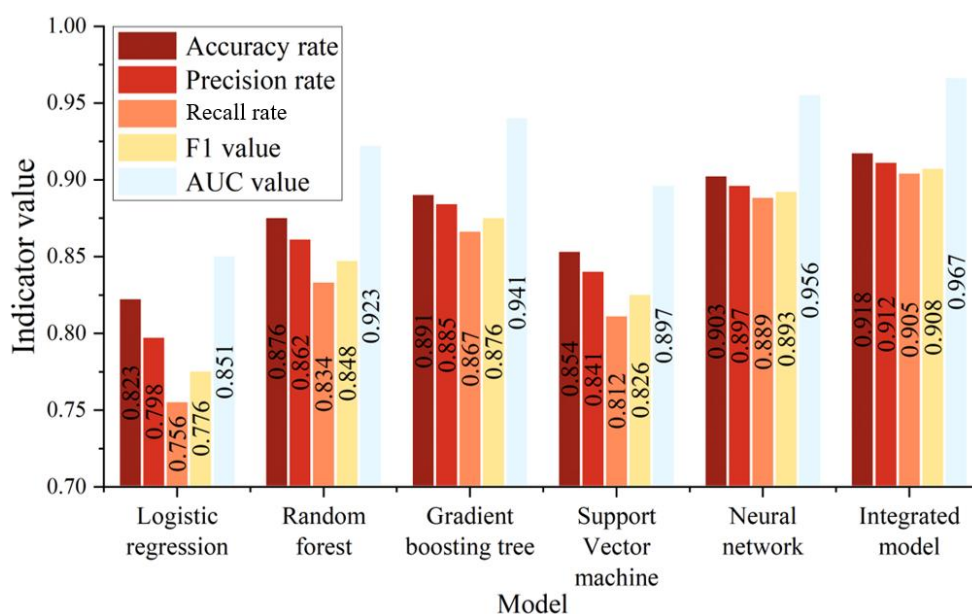 Indicator value
1.00
0.95
0.90
0.85
0.80
0.75
0.70
Accuracy rate
Precision rate
Recall rate
F1 value
AUC value
0.823
0.798
0.756
0.776
0.851
0.876
0.862
0.834
0.848
0.923
0.891
0.885
0.867
0.876
0.941
0.854
0.841
0.812
0.826
0.897
0.903
0.897
0.889
0.893
0.956
0.918
0.912
0.905
0.908
0.967
Logistic
regression
Random
forest
Gradient
boosting tree
Support
Vector
machine
Neural
network
Integrated
model
Model